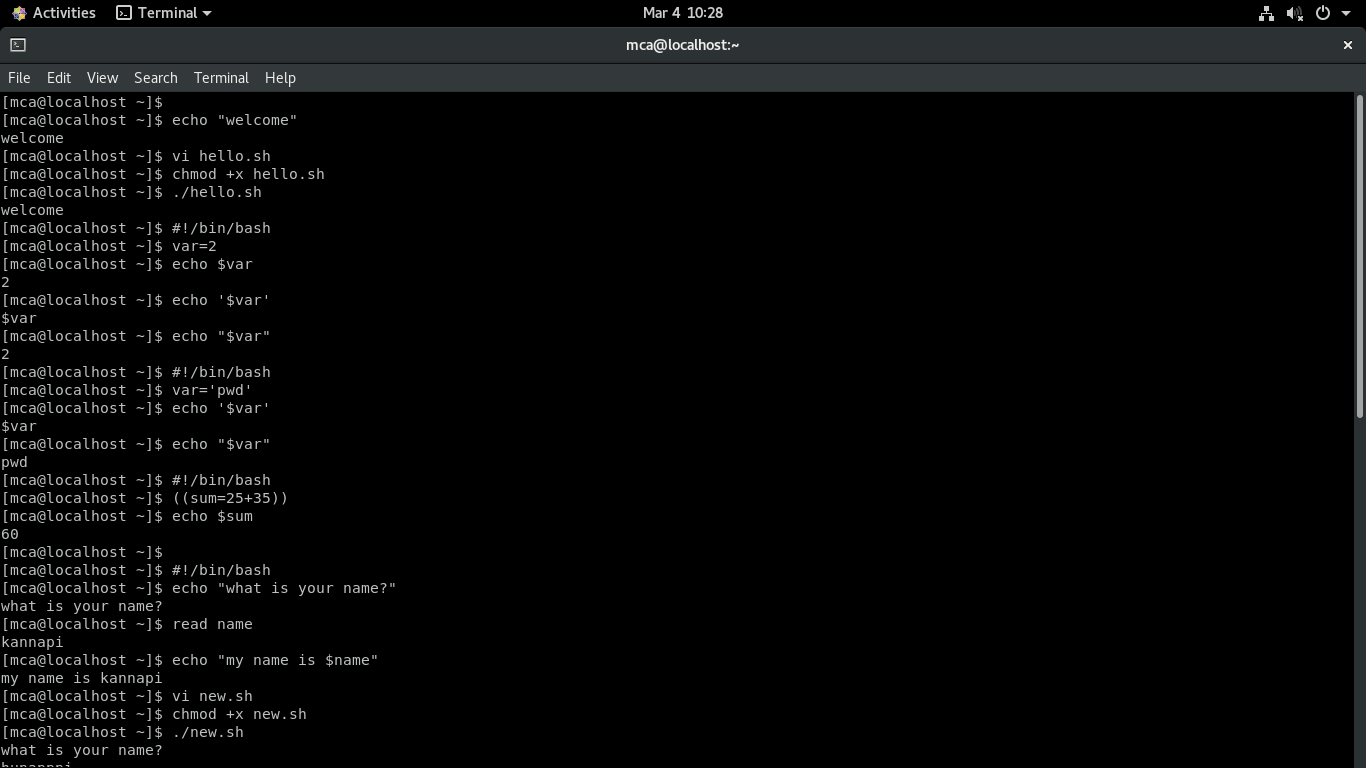 Activities Terminal Mar 4 10:28
mca@localhost:~ ×
File Edit View Search Terminal Help
[mca@localhost ~]$
[mca@localhost ~]$ echo "welcome"
welcome
[mca@localhost ~]$ vi hello.sh
[mca@localhost ~]$ chmod +x hello.sh
[mca@localhost ~]$ ./hello.sh
welcome
[mca@localhost ~]$ #!/bin/bash
[mca@localhost ~]$ var=2
[mca@localhost ~]$ echo $var
2
[mca@localhost ~]$ echo '$var'
$var
[mca@localhost ~]$ echo "$var"
2
[mca@localhost ~]$ #!/bin/bash
[mca@localhost ~]$ var='pwd'
[mca@localhost ~]$ echo '$var'
$var
[mca@localhost ~]$ echo "$var"
pwd
[mca@localhost ~]$ #!/bin/bash
[mca@localhost ~]$ ((sum=25+35))
[mca@localhost ~]$ echo $sum
60
[mca@localhost ~]$
[mca@localhost ~]$ #!/bin/bash
[mca@localhost ~]$ echo "what is your name?"
what is your name?
[mca@localhost ~]$ read name
kannapi
[mca@localhost ~]$ echo "my name is $name"
my name is kannapi
[mca@localhost ~]$ vi new.sh
[mca@localhost ~]$ chmod +x new.sh
[mca@localhost ~]$ ./new.sh
what is your name?